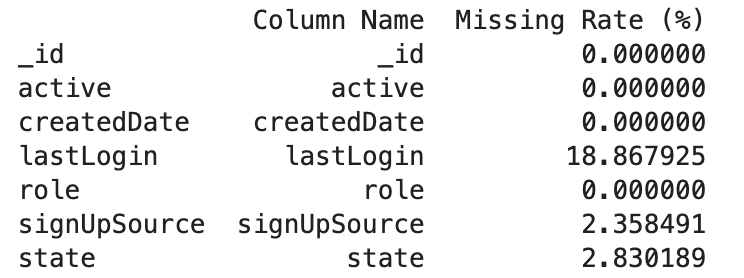 Column Name Missing Rate (%)
_id _id 0.000000
active active 0.000000
createdDate createdDate 0.000000
lastLogin lastLogin 18.867925
role role 0.000000
signUpSource signUpSource 2.358491
state state 2.830189